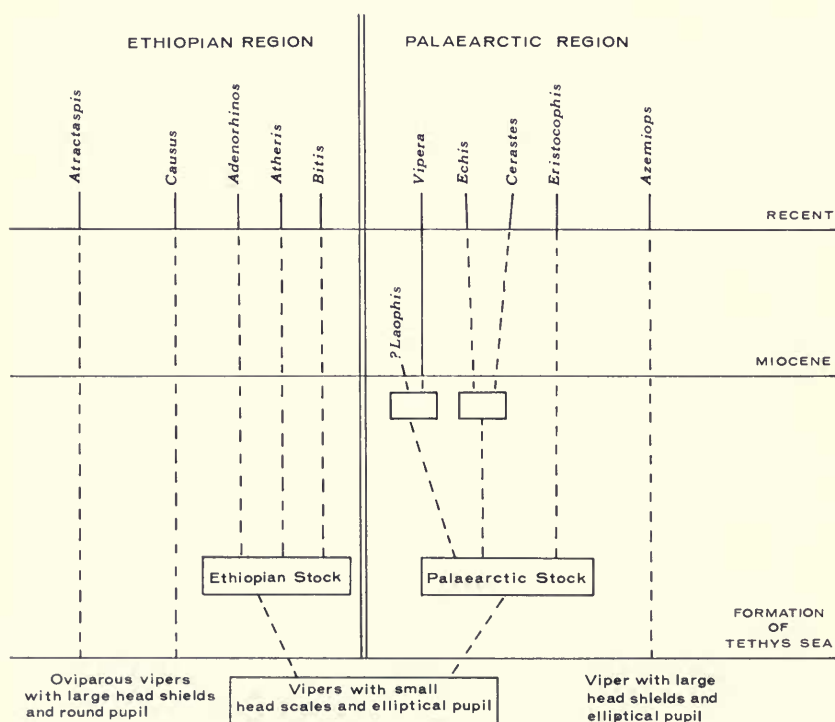 ETHIOPIAN REGION
PALAEARCTIC REGION
Atractaspis
Causus
Adenorhinos
Atheris
Bitis
Vipera
Echis
Cerastes
Eristocophis
Azemiops
RECENT
?Laophis
MIOCENE
Ethiopian Stock
Palaearctic Stock
FORMATION
OF
TETHYS SEA
Oviparous vipers
with large head shields
and round pupil
Vipers with small
head scales and elliptical pupil
Viper with large
head shields and
elliptical pupil